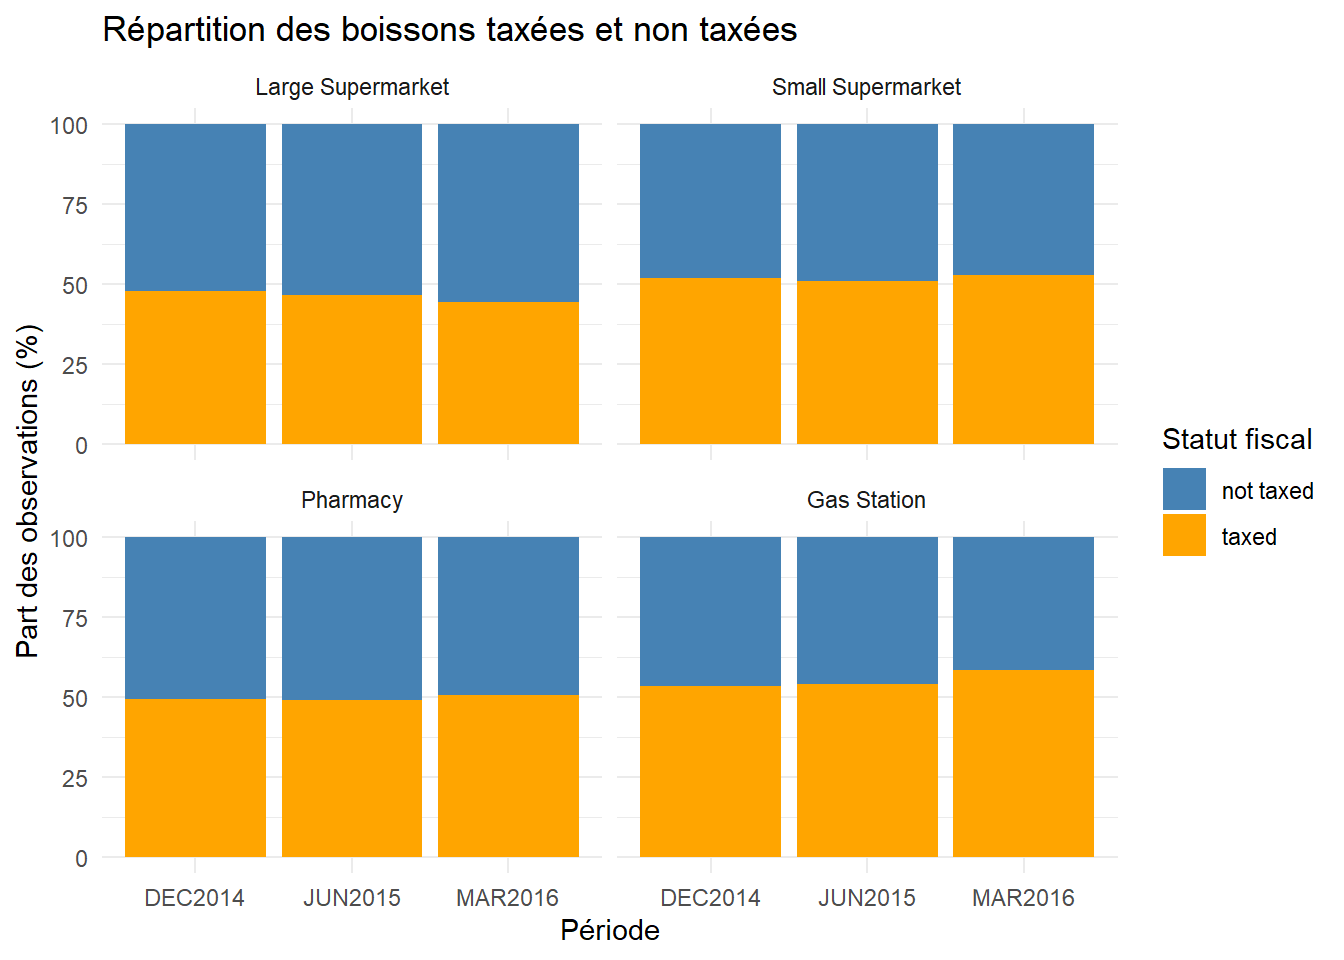 Répartition des boissons taxées et non taxées
Large Supermarket
Small Supermarket
100
75
50
25
0
Pharmacy
Gas Station
100
75
50
25
0
DEC2014
JUN2015
MAR2016
DEC2014
JUN2015
MAR2016
Période
Part des observations (%)
Statut fiscal
not taxed
taxed